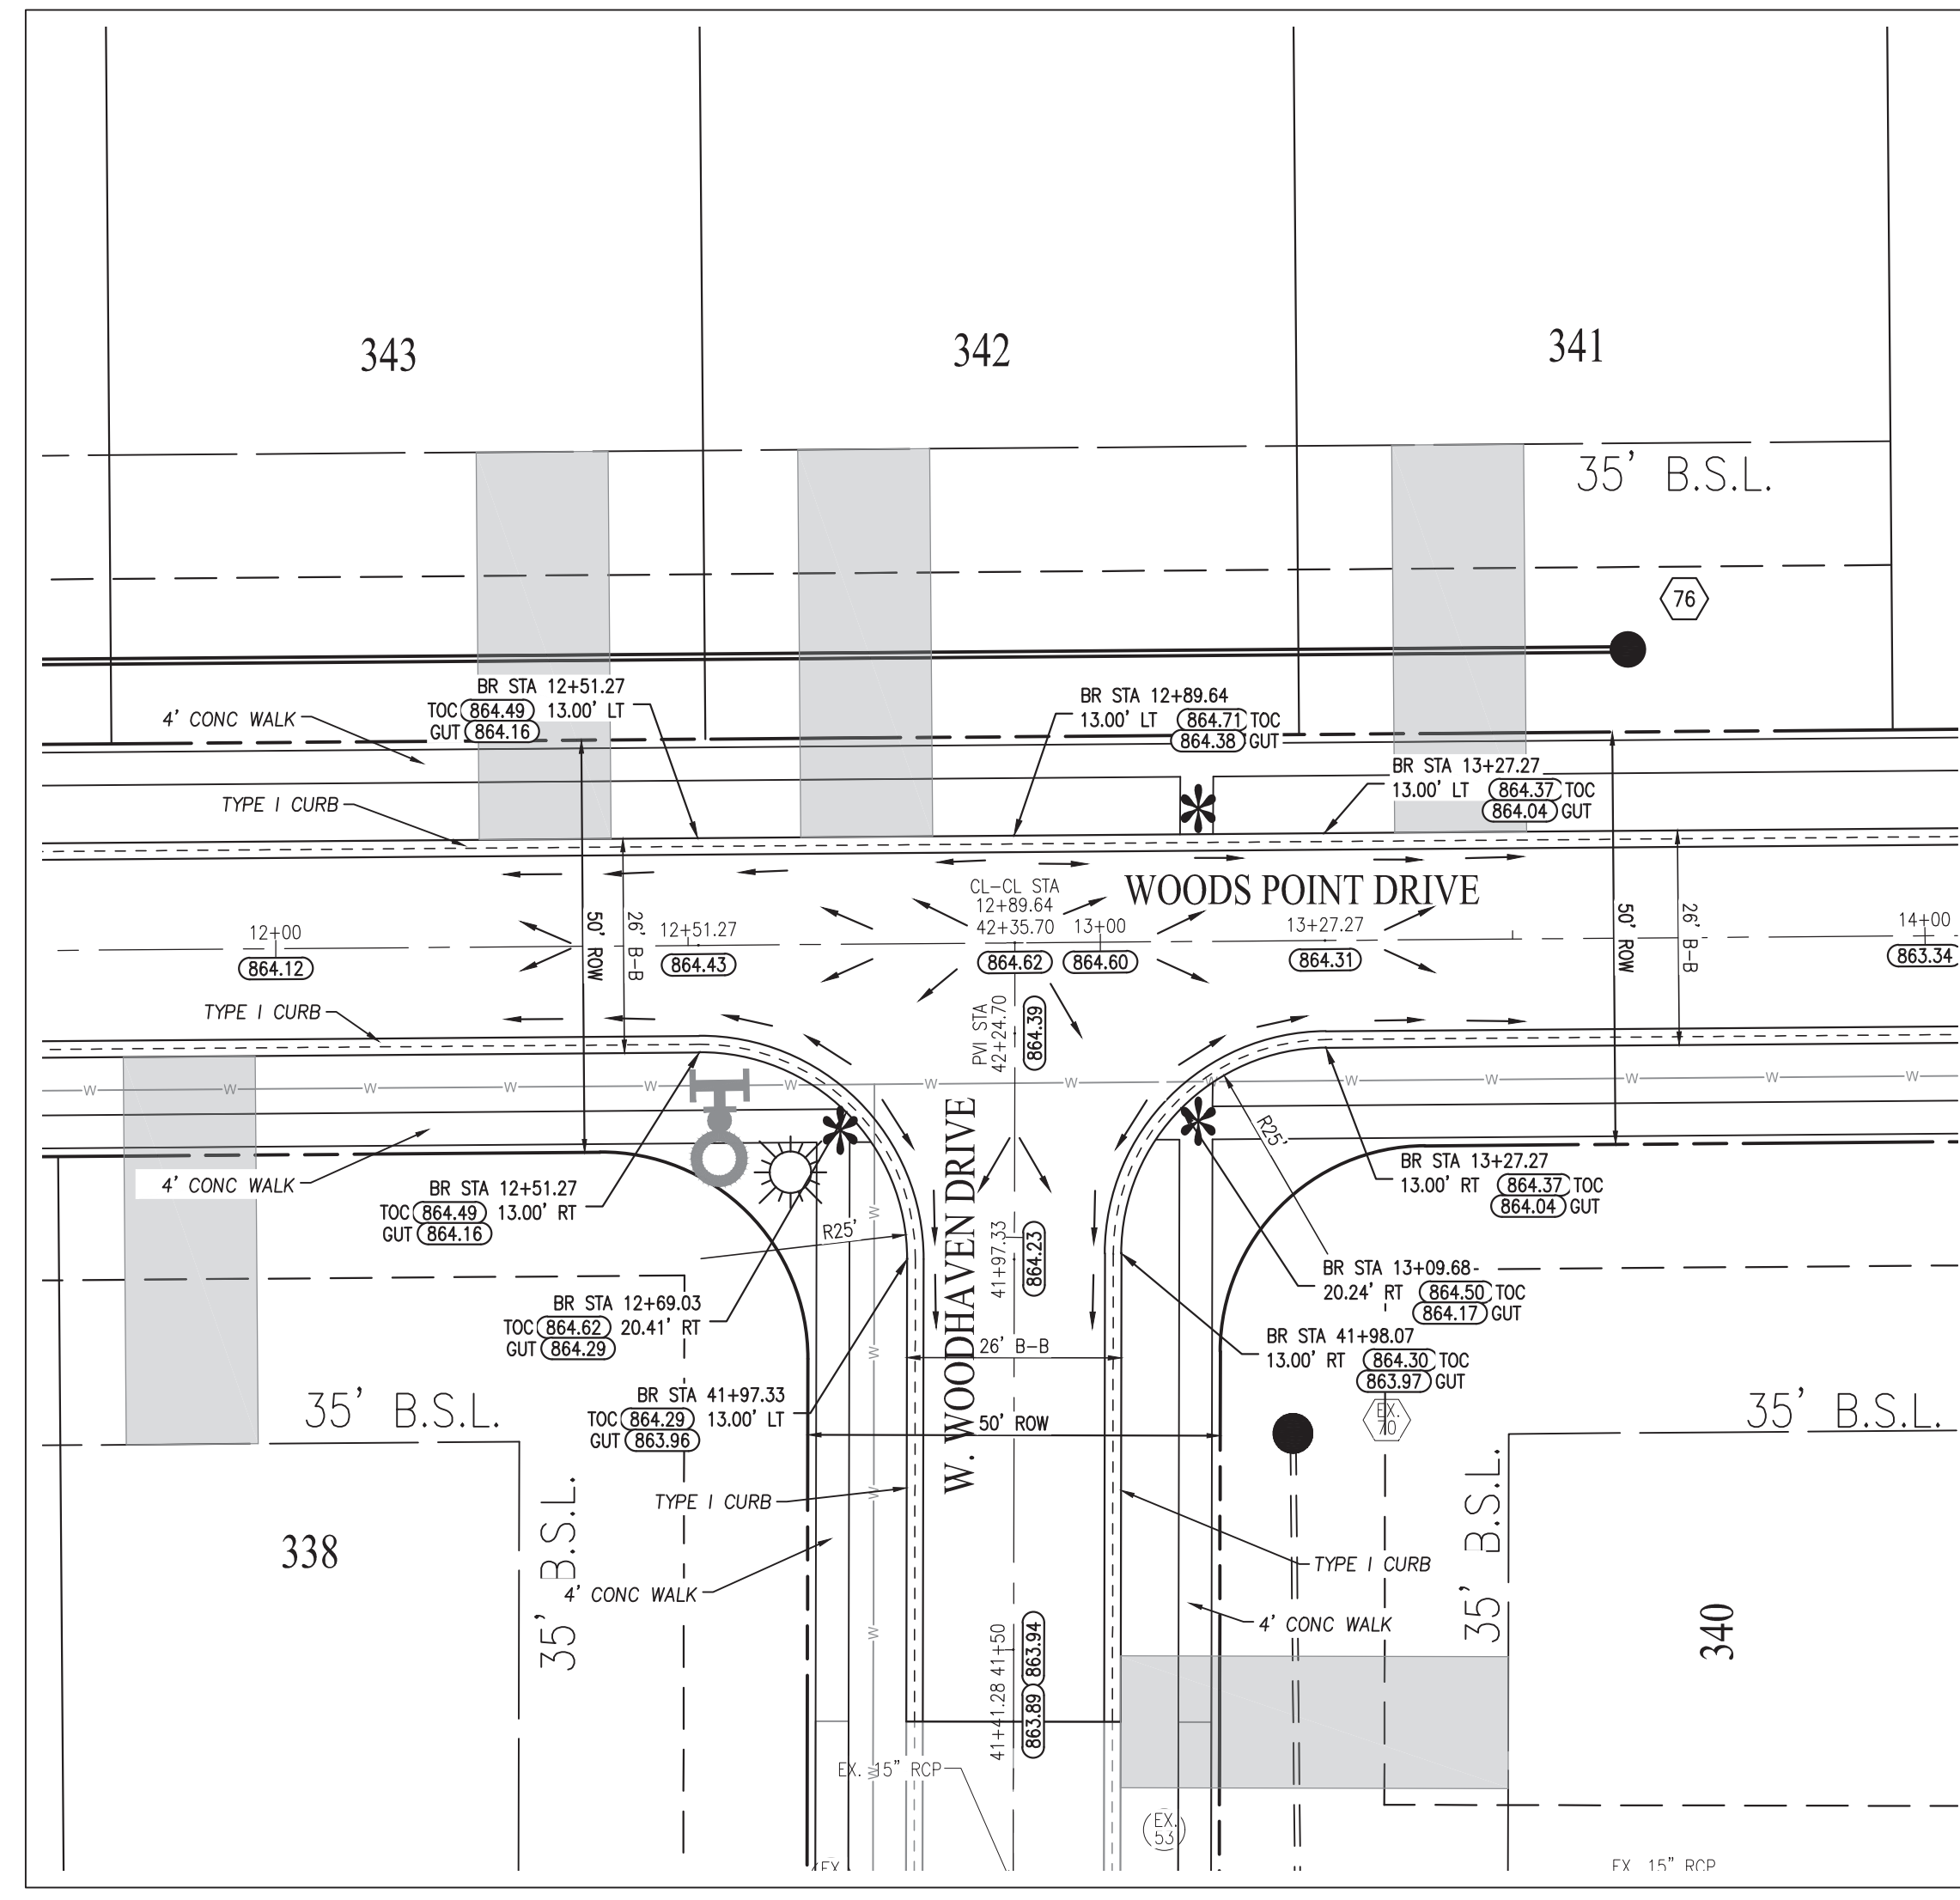 343
342
341
35' B.S.L.
76
BR STA 12+51.27
TOC 864.49 13.00' LT
GUT 864.16
4' CONC WALK
BR STA 12+89.64
13.00' LT 864.71 TOC
864.38 GUT
BR STA 13+27.27
13.00' LT 864.37 TOC
864.04 GUT
TYPE I CURB
WOODS POINT DRIVE
CL-CL STA
12+89.64
42+35.70
864.62
12+00
864.12
50' ROW
26' B-B
12+51.27
864.43
13+00
864.60
13+27.27
864.31
50' ROW
26' B-B
14+00
863.34
TYPE I CURB
PVI STA
42+24.70
864.39
W W W W W W W W W W W W W
4' CONC WALK
BR STA 12+51.27
TOC 864.49 13.00' RT
GUT 864.16
R25'
R25'
W
BR STA 13+27.27
13.00' RT 864.37 TOC
864.04 GUT
W. WOODHAVEN DRIVE
41+97.33
864.23
BR STA 13+09.68
20.24' RT 864.50 TOC
864.17 GUT
BR STA 12+69.03
TOC 864.62 20.41' RT
GUT 864.29
W
26' B-B
BR STA 41+98.07
13.00' RT 864.30 TOC
863.97 GUT
BR STA 41+97.33
TOC 864.29 13.00' LT
GUT 863.96
50' ROW
EX.
70
35' B.S.L.
35' B.S.L.
W
TYPE I CURB
338
35' B.S.L.
4' CONC WALK
TYPE I CURB
4' CONC WALK
35' B.S.L.
340
W
41+50
863.94
41+41.28
863.89
EX. 15" RCP
W
EX.
53
EX
EX. 15" RCP